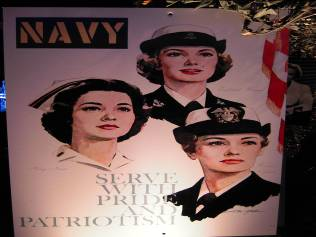 NAVY
SERVE
WITH
PRIDE
AND
PATRIOTISM